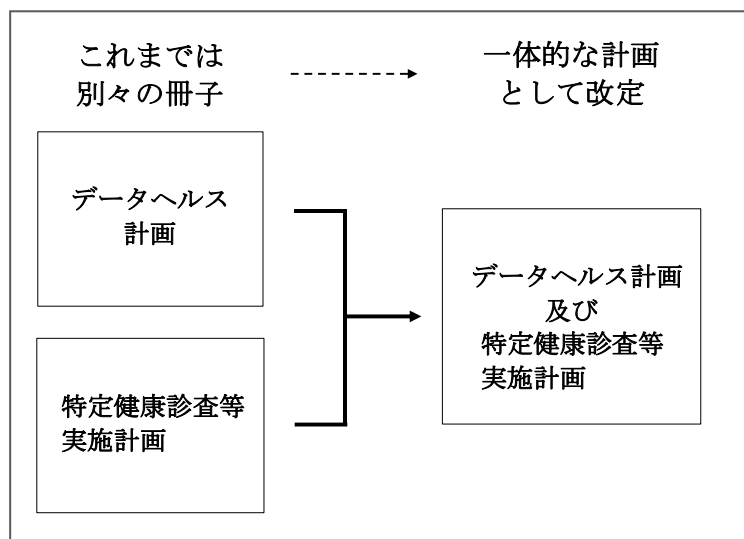 これまでは
別々の冊子
一体的な計画
として改定
データヘルス
計画
特定健康診査等
実施計画
データヘルス計画
及び
特定健康診査等
実施計画